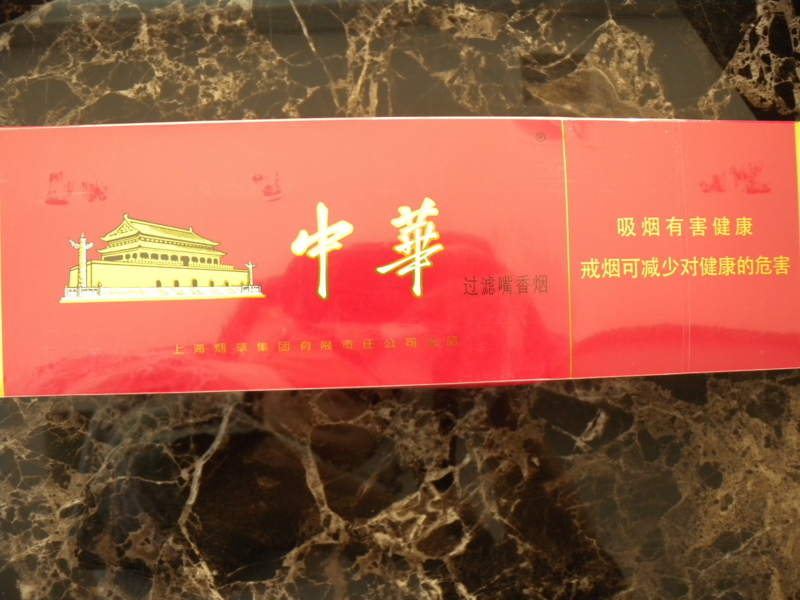 ®
中華
过滤嘴香烟
上海烟草集团有限责任公司出品
吸烟有害健康
戒烟可减少对健康的危害